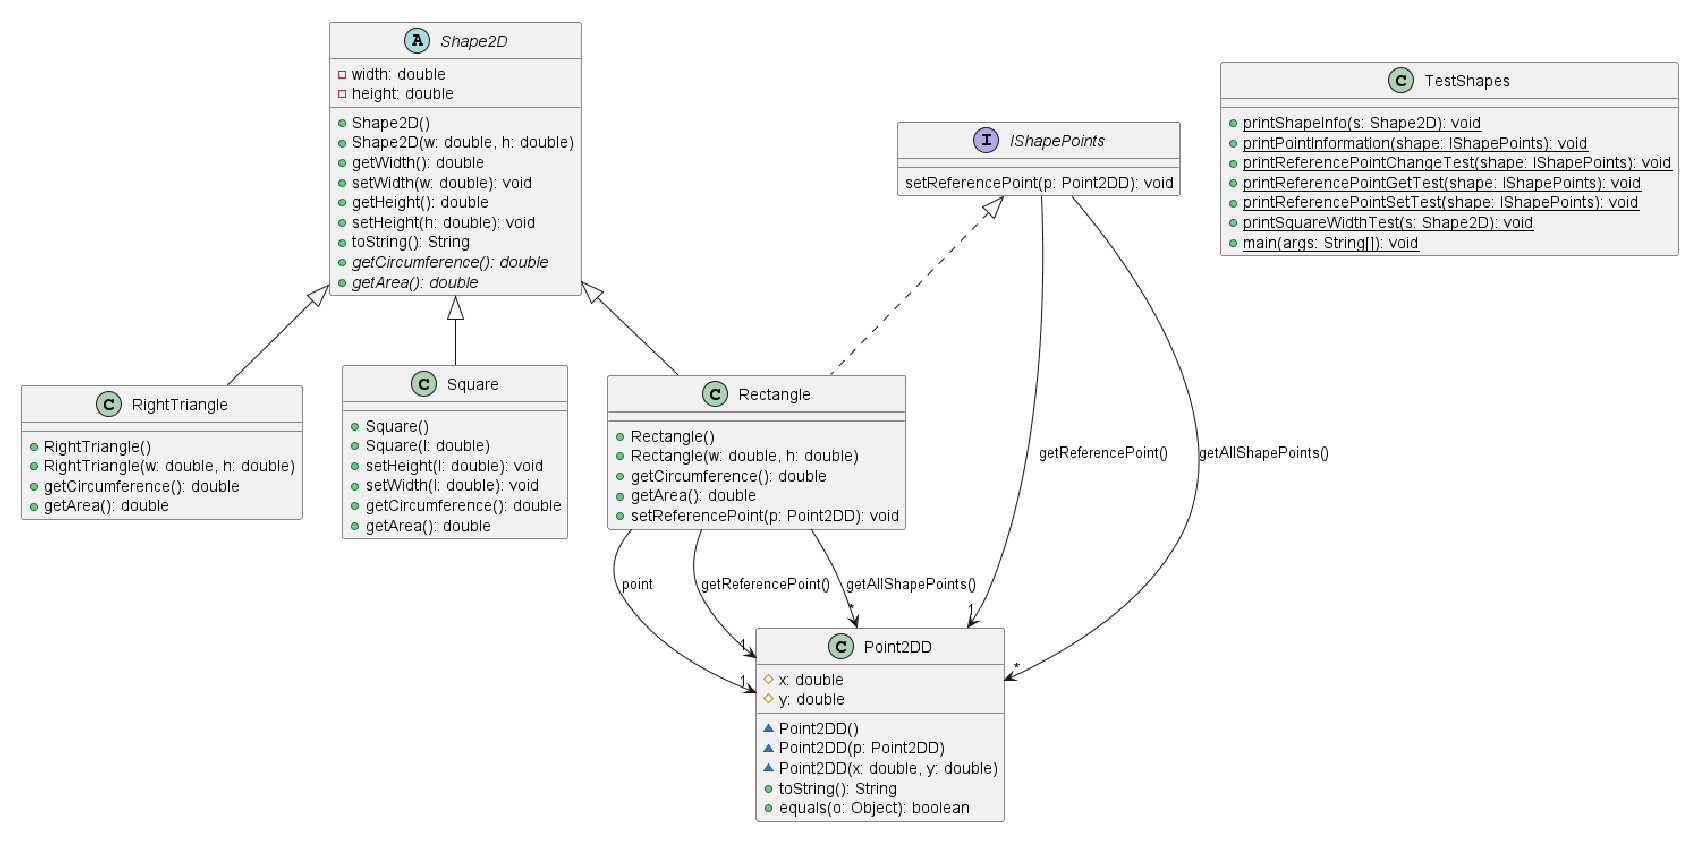 A Shape2D
width: double
height: double
Shape2D()
Shape2D(w: double, h: double)
getWidth(): double
setWidth(w: double): void
getHeight(): double
setHeight(h: double): void
toString(): String
getCircumference(): double
getArea(): double
I IShapePoints
setReferencePoint(p: Point2DD): void
C TestShapes
printShapeInfo(s: Shape2D): void
printPointInformation(shape: IShapePoints): void
printReferencePointChangeTest(shape: IShapePoints): void
printReferencePointGetTest(shape: IShapePoints): void
printReferencePointSetTest(shape: IShapePoints): void
printSquareWidthTest(s: Shape2D): void
main(args: String[]): void
C RightTriangle
RightTriangle()
RightTriangle(w: double, h: double)
getCircumference(): double
getArea(): double
C Square
Square()
Square(l: double)
setHeight(l: double): void
setWidth(l: double): void
getCircumference(): double
getArea(): double
C Rectangle
Rectangle()
Rectangle(w: double, h: double)
getCircumference(): double
getArea(): double
setReferencePoint(p: Point2DD): void
getReferencePoint()
getAllShapePoints()
point
getReferencePoint()
getAllShapePoints()
*
1
1
*
1
C Point2DD
x: double
y: double
Point2DD()
Point2DD(p: Point2DD)
Point2DD(x: double, y: double)
toString(): String
equals(o: Object): boolean